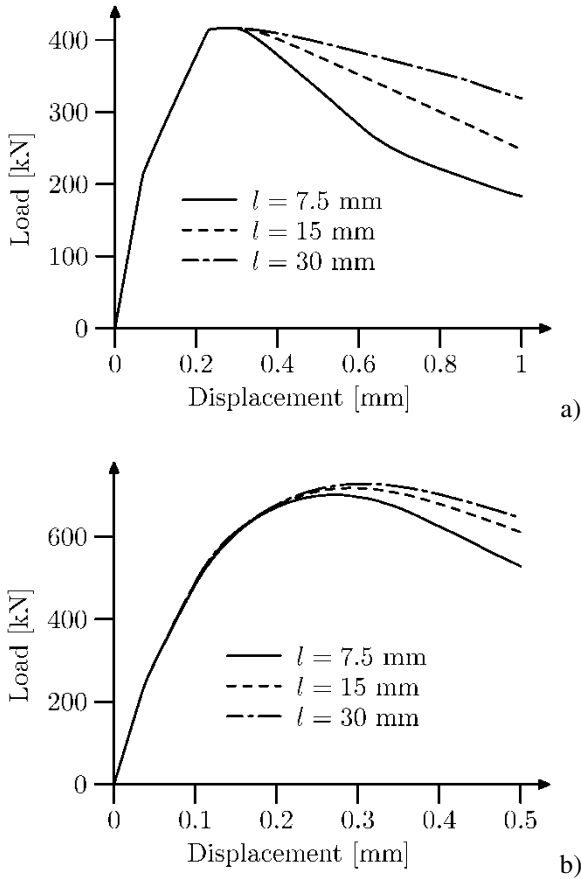 400
300
200
100
0
Load [kN]
l = 7.5 mm
l = 15 mm
l = 30 mm
0 0.2 0.4 0.6 0.8 1
Displacement [mm]
a)
600
400
200
0
Load [kN]
l = 7.5 mm
l = 15 mm
l = 30 mm
0 0.1 0.2 0.3 0.4 0.5
Displacement [mm]
b)